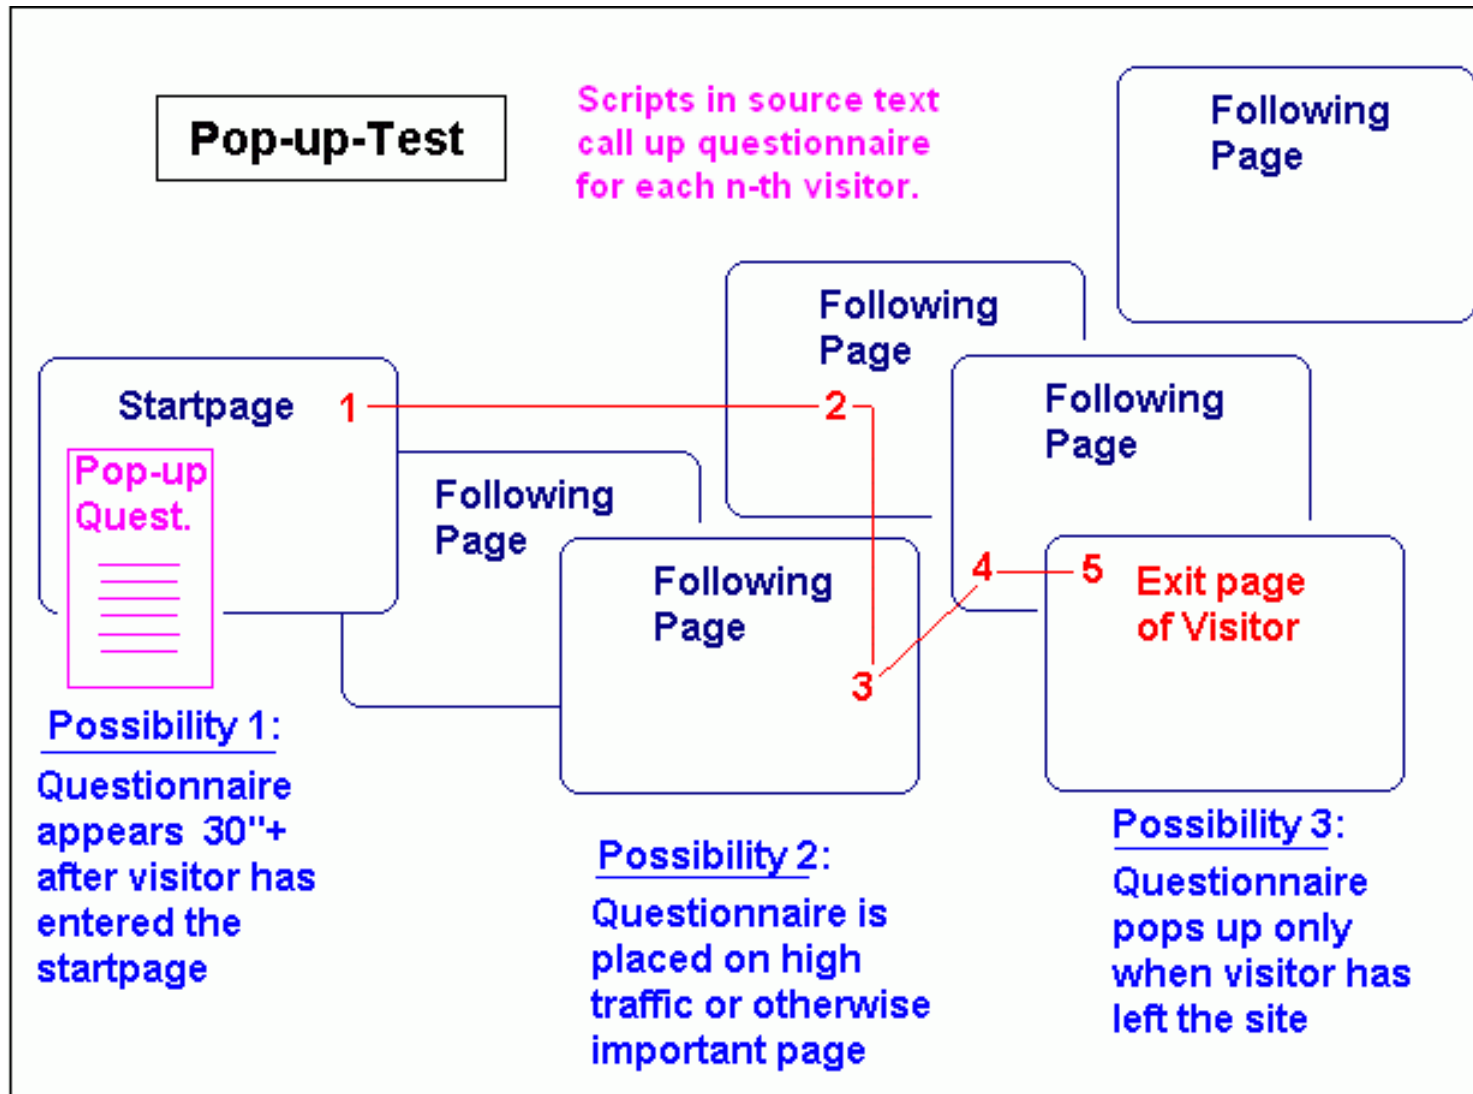 Pop-up-Test
Scripts in source text
call up questionnaire
for each n-th visitor.
Following
Page
Following
Page
Startpage
1
2
Following
Page
Pop-up
Quest.
Following
Page
Following
Page
3
4
5
Exit page
of Visitor
Possibility 1:
Questionnaire
appears 30"+
after visitor has
entered the
startpage
Possibility 2:
Questionnaire is
placed on high
traffic or otherwise
important page
Possibility 3:
Questionnaire
pops up only
when visitor has
left the site